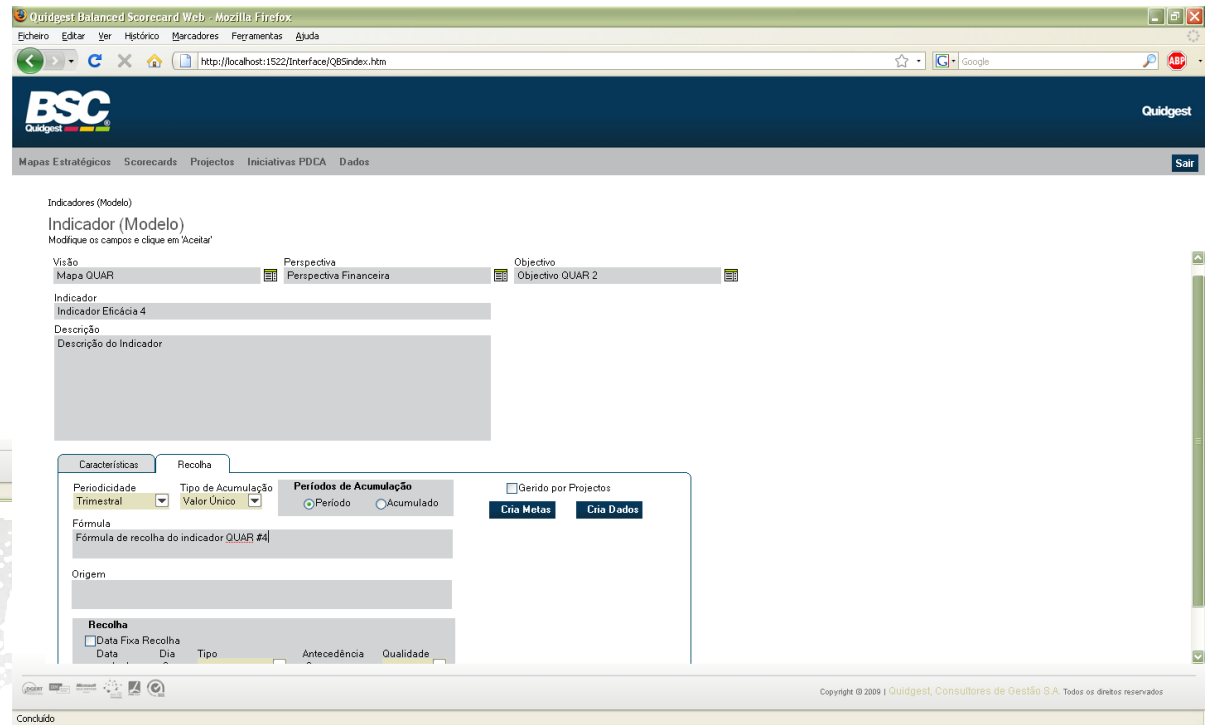 Quidgest Balanced Scorecard Web - Mozilla Firefox
Ficheiro Editar Ver Histórico Marcadores Ferramentas Ajuda
http://localhost:1522/Interface/QBSindex.htm
Google
ABP
BSC
Quidgest
Quidgest
Mapas Estratégicos Scorecards Projectos Iniciativas PDCA Dados
Sair
Indicadores (Modelo)
Indicador (Modelo)
Modifique os campos e clique em 'Aceitar'
Visão Perspectiva Objectivo
Mapa QUAR Perspectiva Financeira Objectivo QUAR 2
Indicador
Indicador Eficácia 4
Descrição
Descrição do Indicador
Características Recolha
Periodicidade Tipo de Acumulação Períodos de Acumulação Gerido por Projectos
Trimestral Valor Único Período Acumulado
Cria Metas Cria Dados
Fórmula
Fórmula de recolha do indicador QUAR #4
Origem
Recolha
Data Fixa Recolha
Data Dia Tipo Antecedência Qualidade
Copyright © 2009 | Quidgest, Consultores de Gestão S.A. Todos os direitos reservados
Concluído